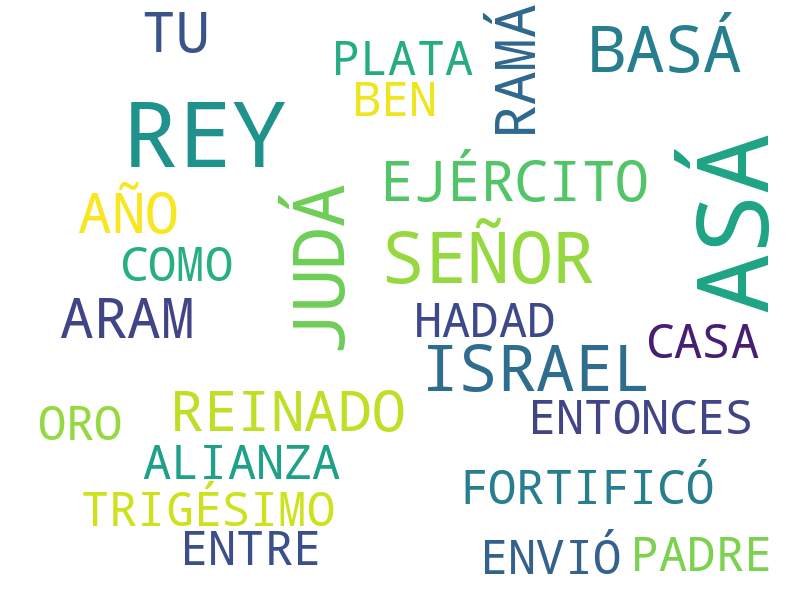 TU
PLATA
RAMÁ
BASÁ
BEN
REY
EJÉRCITO
ASÁ
AÑO
JUDÁ
SEÑOR
COMO
ARAM
HADAD
CASA
ISRAEL
REINADO
ORO
ENTONCES
ALIANZA
FORTIFICÓ
TRIGÉSIMO
ENTRE
ENVIÓ
PADRE